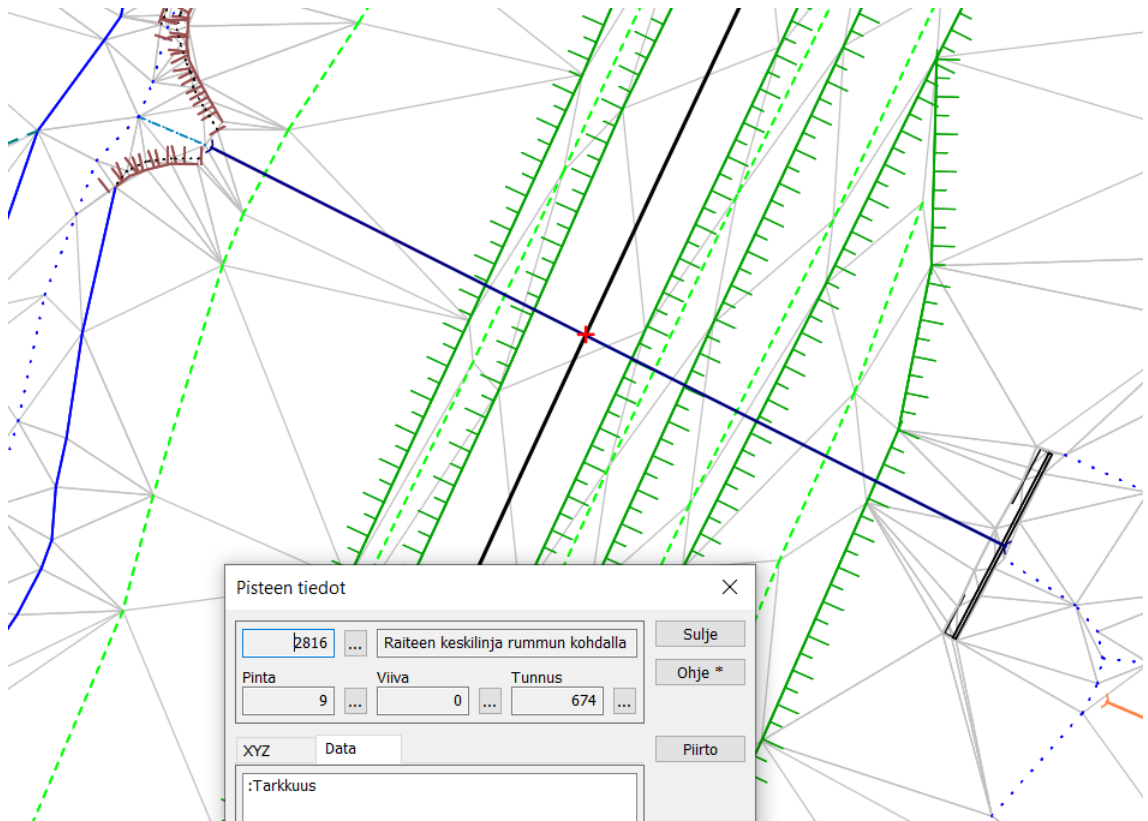 Pisteen tiedot
2816 ... Raiteen keskilinja rummun kohdalla Sulje
Ohje *
Pinta Viiva Tunnus
9 ... 0 ... 674 ...
XYZ Data Piirto
:Tarkkuus